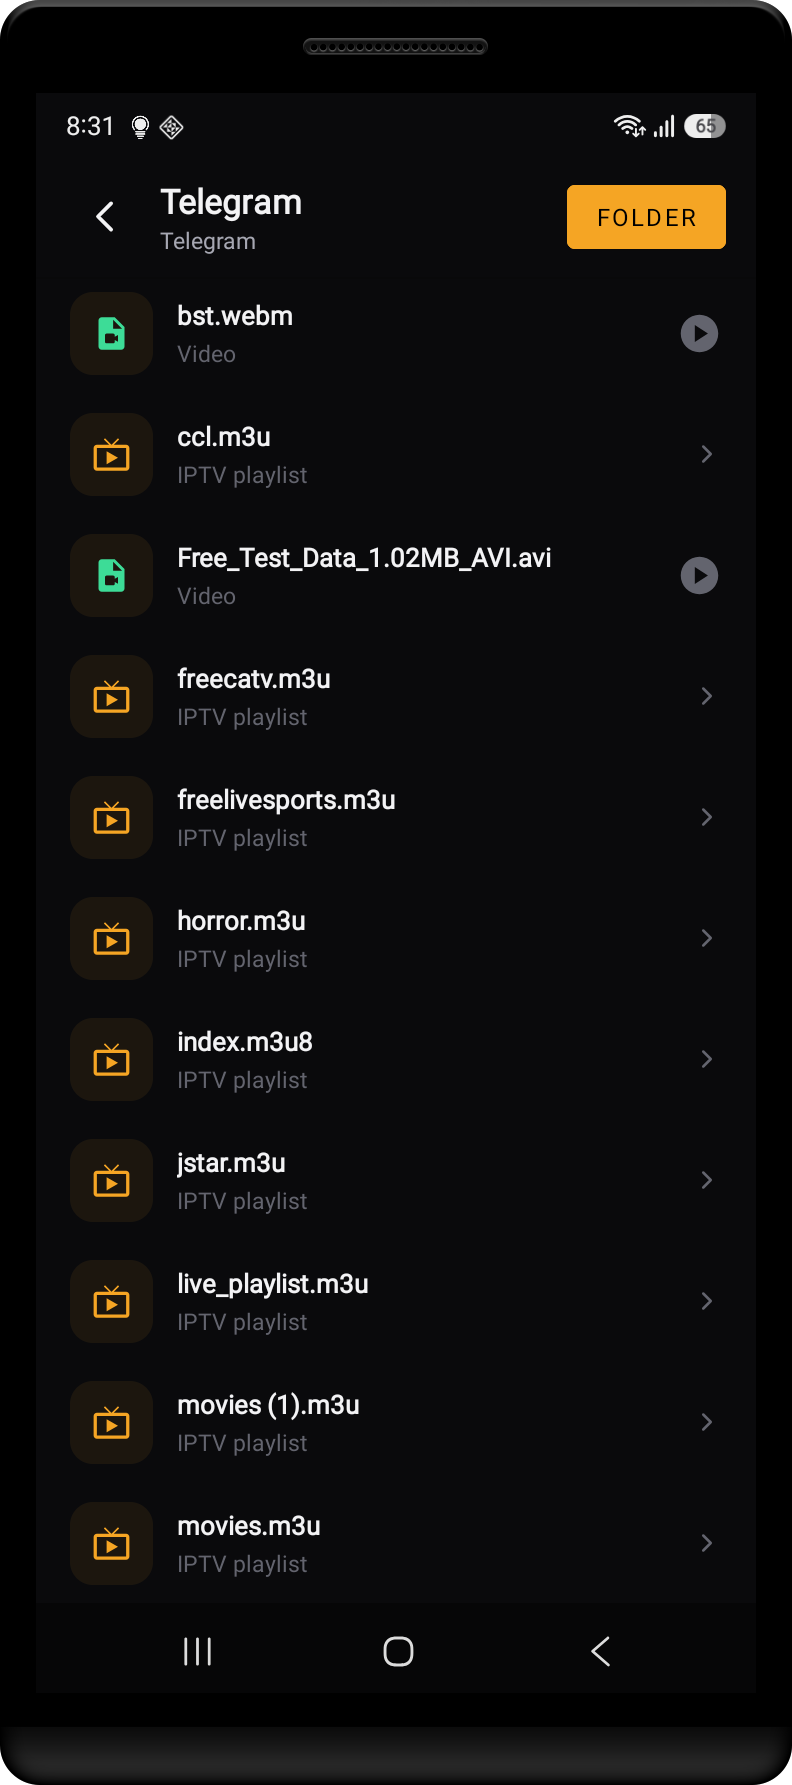 8:31
65
Telegram
Telegram
FOLDER
bst.webm
Video
ccl.m3u
IPTV playlist
Free_Test_Data_1.02MB_AVI.avi
Video
freecatv.m3u
IPTV playlist
freelivesports.m3u
IPTV playlist
horror.m3u
IPTV playlist
index.m3u8
IPTV playlist
jstar.m3u
IPTV playlist
live_playlist.m3u
IPTV playlist
movies (1).m3u
IPTV playlist
movies.m3u
IPTV playlist